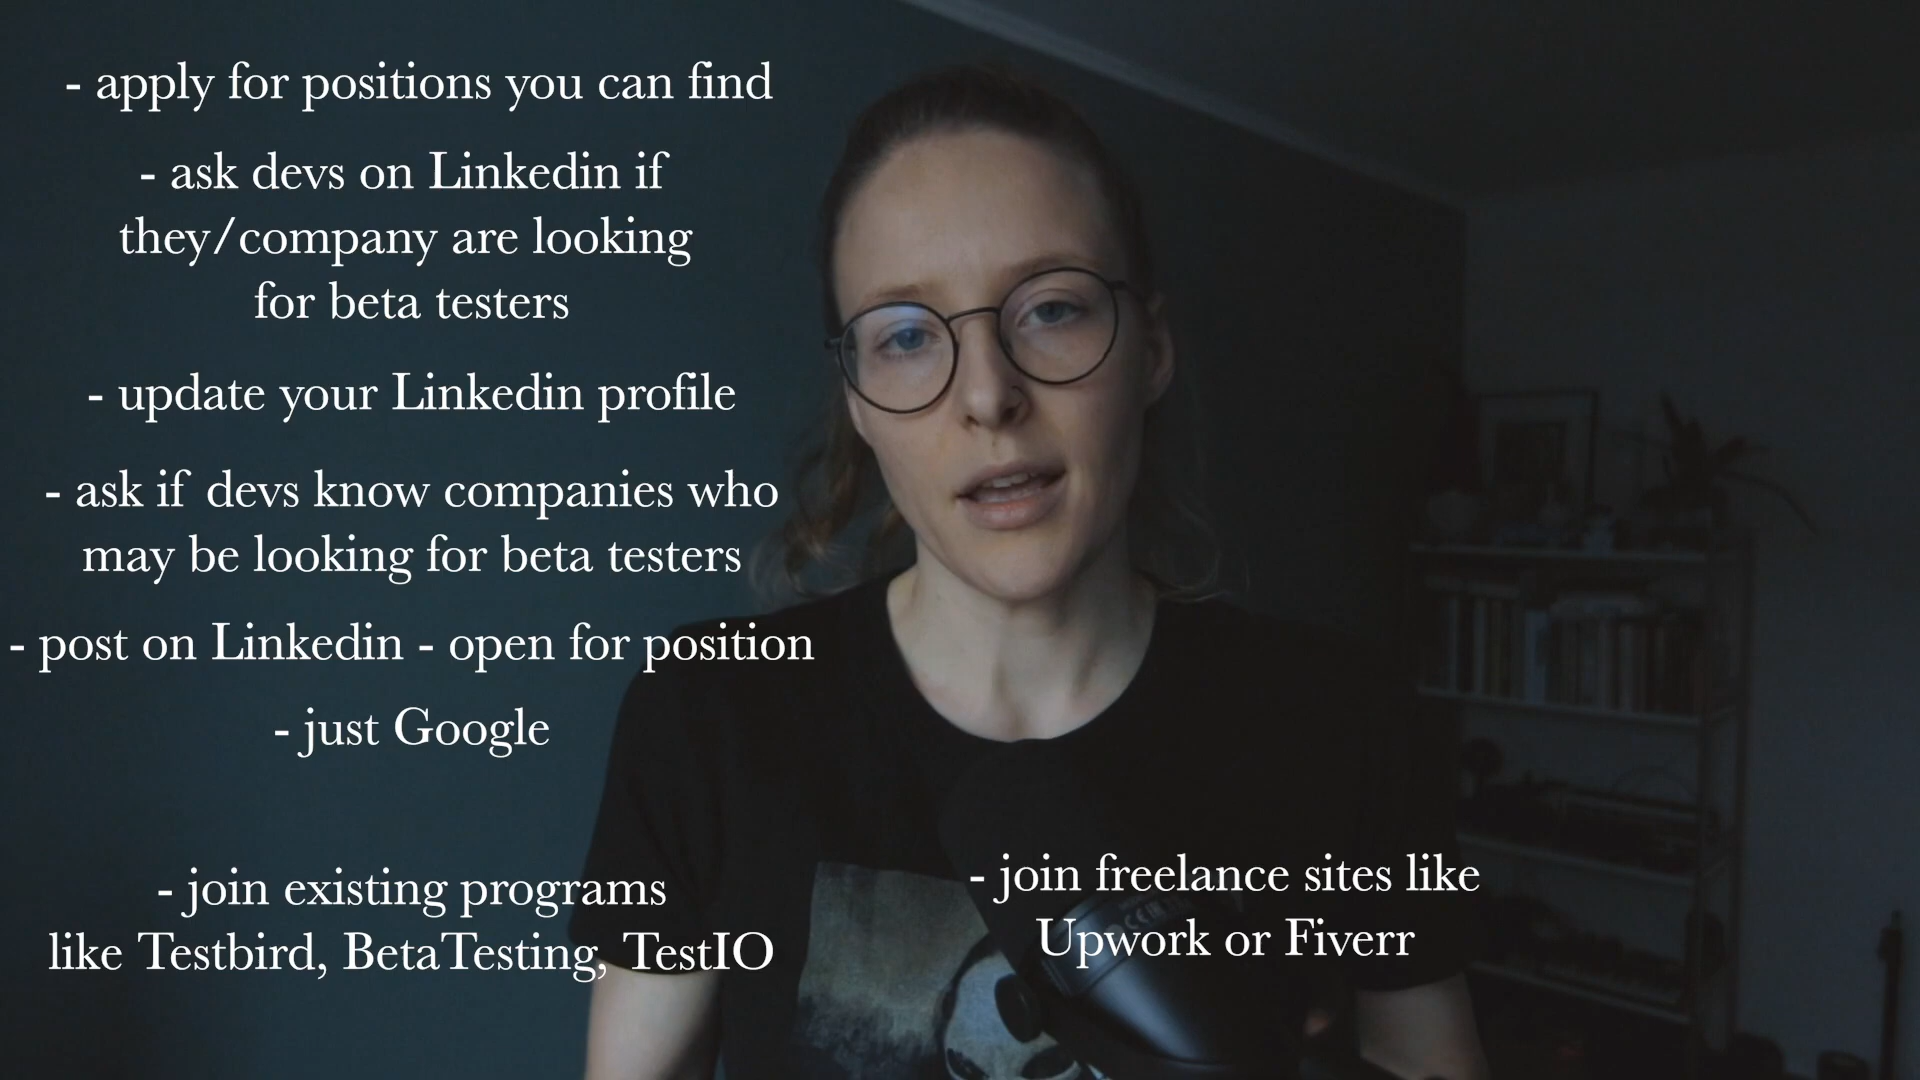 - apply for positions you can find
- ask devs on Linkedin if
they/company are looking
for beta testers
- update your Linkedin profile
- ask if devs know companies who
may be looking for beta testers
- post on Linkedin - open for position
- just Google
- join existing programs
like Testbird, BetaTesting, TestIO
- join freelance sites like
Upwork or Fiverr